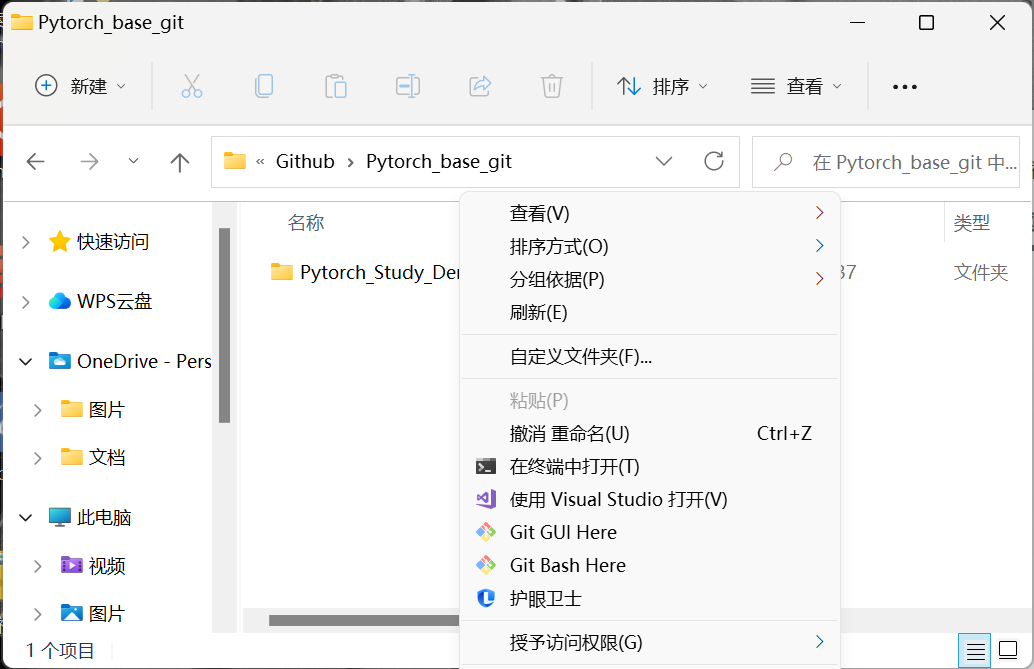 Pytorch_base_git
新建 排序 查看
« Github › Pytorch_base_git 在 Pytorch_base_git 中...
名称 类型
快速访问
Pytorch_Study_Der 37 文件夹
WPS云盘
OneDrive - Pers
图片
文档
此电脑
视频
图片
查看(V)
排序方式(O)
分组依据(P)
刷新(E)
自定义文件夹(F)...
粘贴(P)
撤消 重命名(U) Ctrl+Z
在终端中打开(T)
使用 Visual Studio 打开(V)
Git GUI Here
Git Bash Here
护眼卫士
授予访问权限(G)
1 个项目